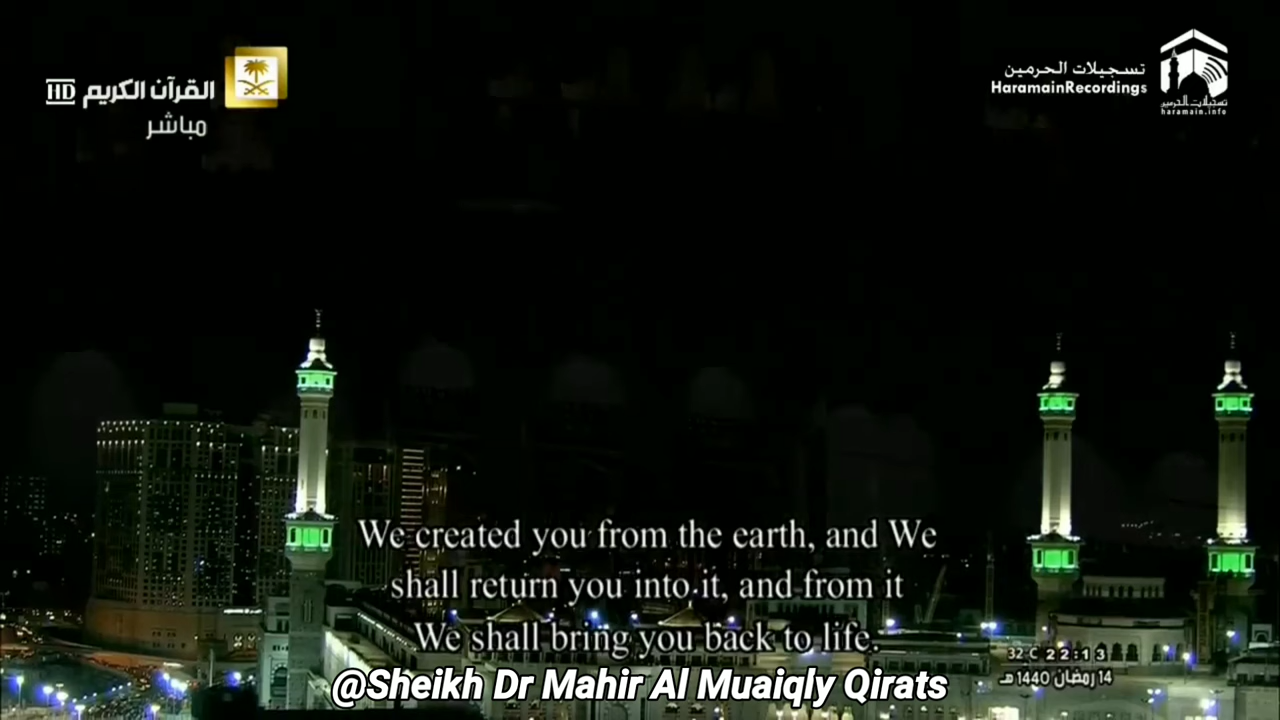 القرآن الكريم HD
مباشر
تسجيلات الحرمين
HaramainRecordings
تسجيلات الحرمين
haramain.info
We created you from the earth, and We
shall return you into it, and from it
We shall bring you back to life.
32.C 22:13
14 رمضان 1440 هـ
@Sheikh Dr Mahir Al Muaiqly Qirats